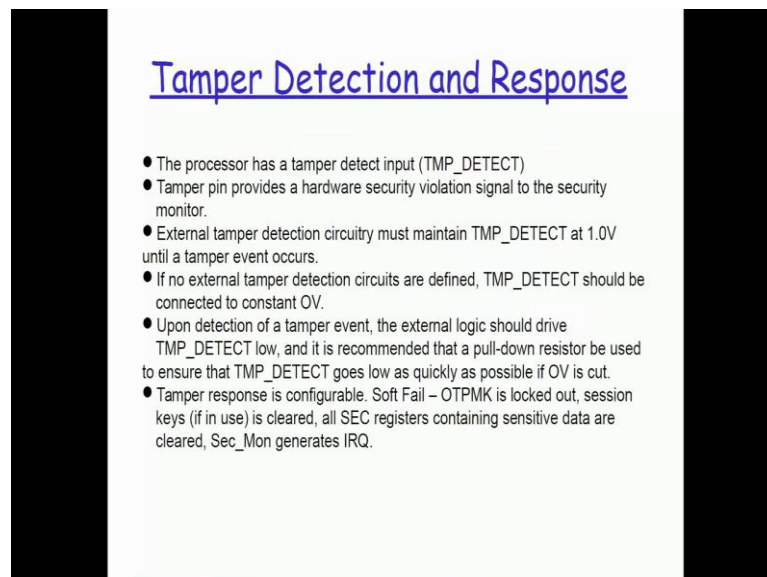 Tamper Detection and Response
● The processor has a tamper detect input (TMP_DETECT)
● Tamper pin provides a hardware security violation signal to the security
monitor.
● External tamper detection circuitry must maintain TMP_DETECT at 1.0V
until a tamper event occurs.
● If no external tamper detection circuits are defined, TMP_DETECT should be
connected to constant OV.
● Upon detection of a tamper event, the external logic should drive
TMP_DETECT low, and it is recommended that a pull-down resistor be used
to ensure that TMP_DETECT goes low as quickly as possible if OV is cut.
● Tamper response is configurable. Soft Fail – OTPMK is locked out, session
keys (if in use) is cleared, all SEC registers containing sensitive data are
cleared, Sec_Mon generates IRQ.